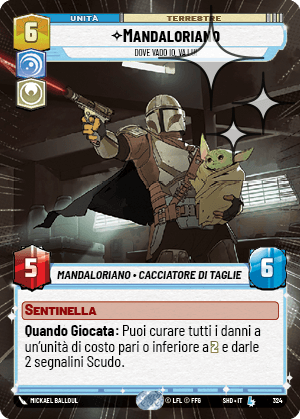 UNITÀ
TERRESTRE
6
MANDALORIANO
DOVE VADO IO, VA LUI
5
6
MANDALORIANO • CACCIATORE DI TAGLIE
SENTINELLA
Quando Giocata: Puoi curare tutti i danni a
un'unità di costo pari o inferiore a 2 e darle
2 segnalini Scudo.
MICKAEL BALLOUL
© LFL © FFG
SHD • IT
324